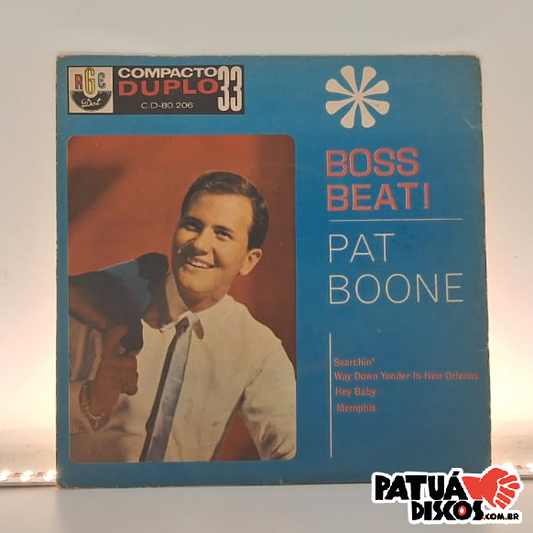 RGE
Dot
COMPACTO
DUPLO 33
C.D-80.206
BOSS
BEAT!
PAT
BOONE
Searchin'
Way Down Yonder In New Orleans
Hey Baby
Memphis
PATUÁ
DISCOS.COM.BR